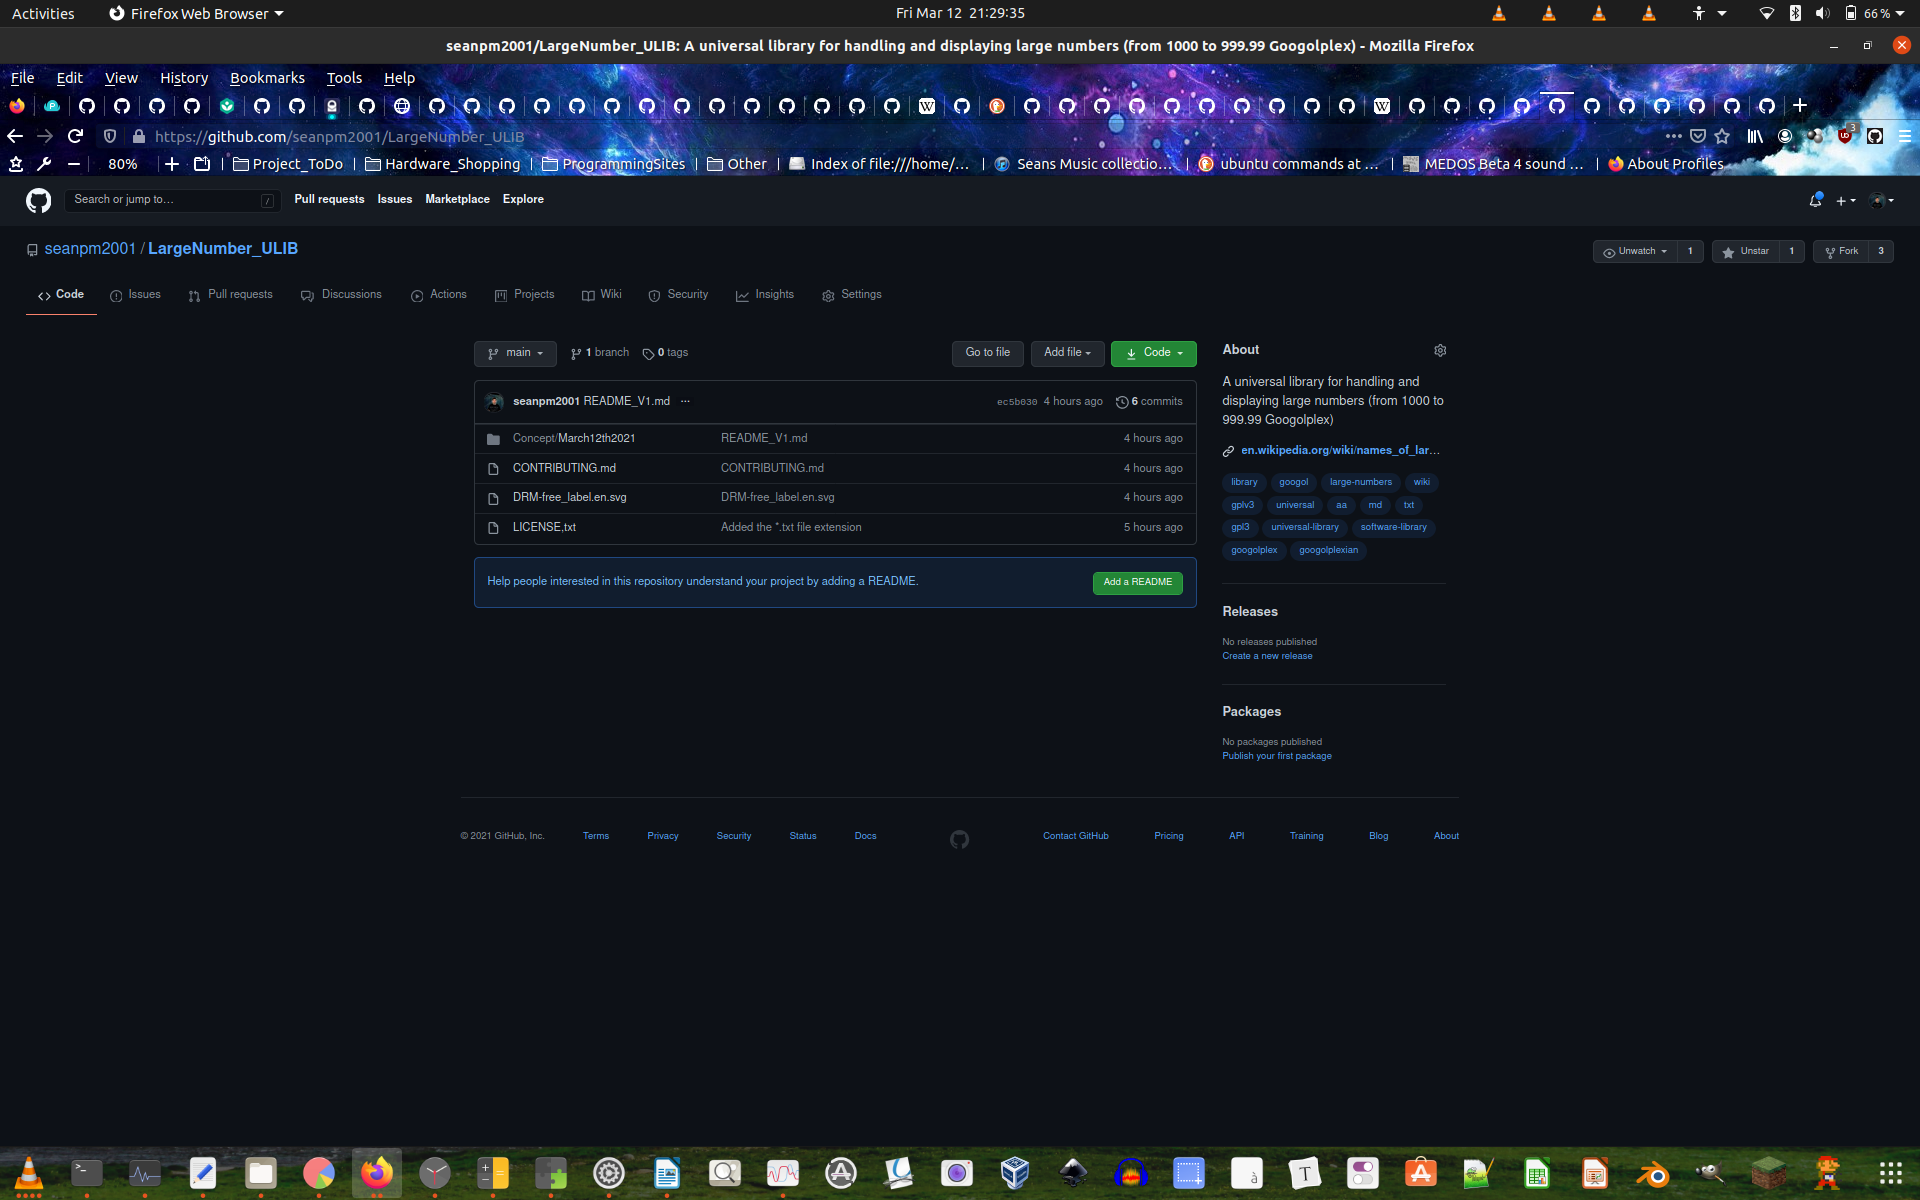 Activities Firefox Web Browser Fri Mar 12 21:29:35 66 %
seanpm2001/LargeNumber_ULIB: A universal library for handling and displaying large numbers (from 1000 to 999.99 Googolplex) - Mozilla Firefox
File Edit View History Bookmarks Tools Help
https://github.com/seanpm2001/LargeNumber_ULIB 3
80% Project_ToDo Hardware_Shopping ProgrammingSites Other Index of file:///home/... Seans Music collectio... ubuntu commands at ... MEDOS Beta 4 sound ... About Profiles
Search or jump to... / Pull requests Issues Marketplace Explore
seanpm2001 / LargeNumber_ULIB Unwatch 1 Unstar 1 Fork 3
Code Issues Pull requests Discussions Actions Projects Wiki Security Insights Settings
main 1 branch 0 tags Go to file Add file Code
seanpm2001 README_V1.md ... ec5b030 4 hours ago 6 commits
Concept/March12th2021 README_V1.md 4 hours ago
CONTRIBUTING.md CONTRIBUTING.md 4 hours ago
DRM-free_label.en.svg DRM-free_label.en.svg 4 hours ago
LICENSE,txt Added the *.txt file extension 5 hours ago
Help people interested in this repository understand your project by adding a README. Add a README
About
A universal library for handling and
displaying large numbers (from 1000 to
999.99 Googolplex)
en.wikipedia.org/wiki/names_of_lar...
library googol large-numbers wiki
gplv3 universal aa md txt
gpl3 universal-library software-library
googolplex googolplexian
Releases
No releases published
Create a new release
Packages
No packages published
Publish your first package
© 2021 GitHub, Inc. Terms Privacy Security Status Docs Contact GitHub Pricing API Training Blog About